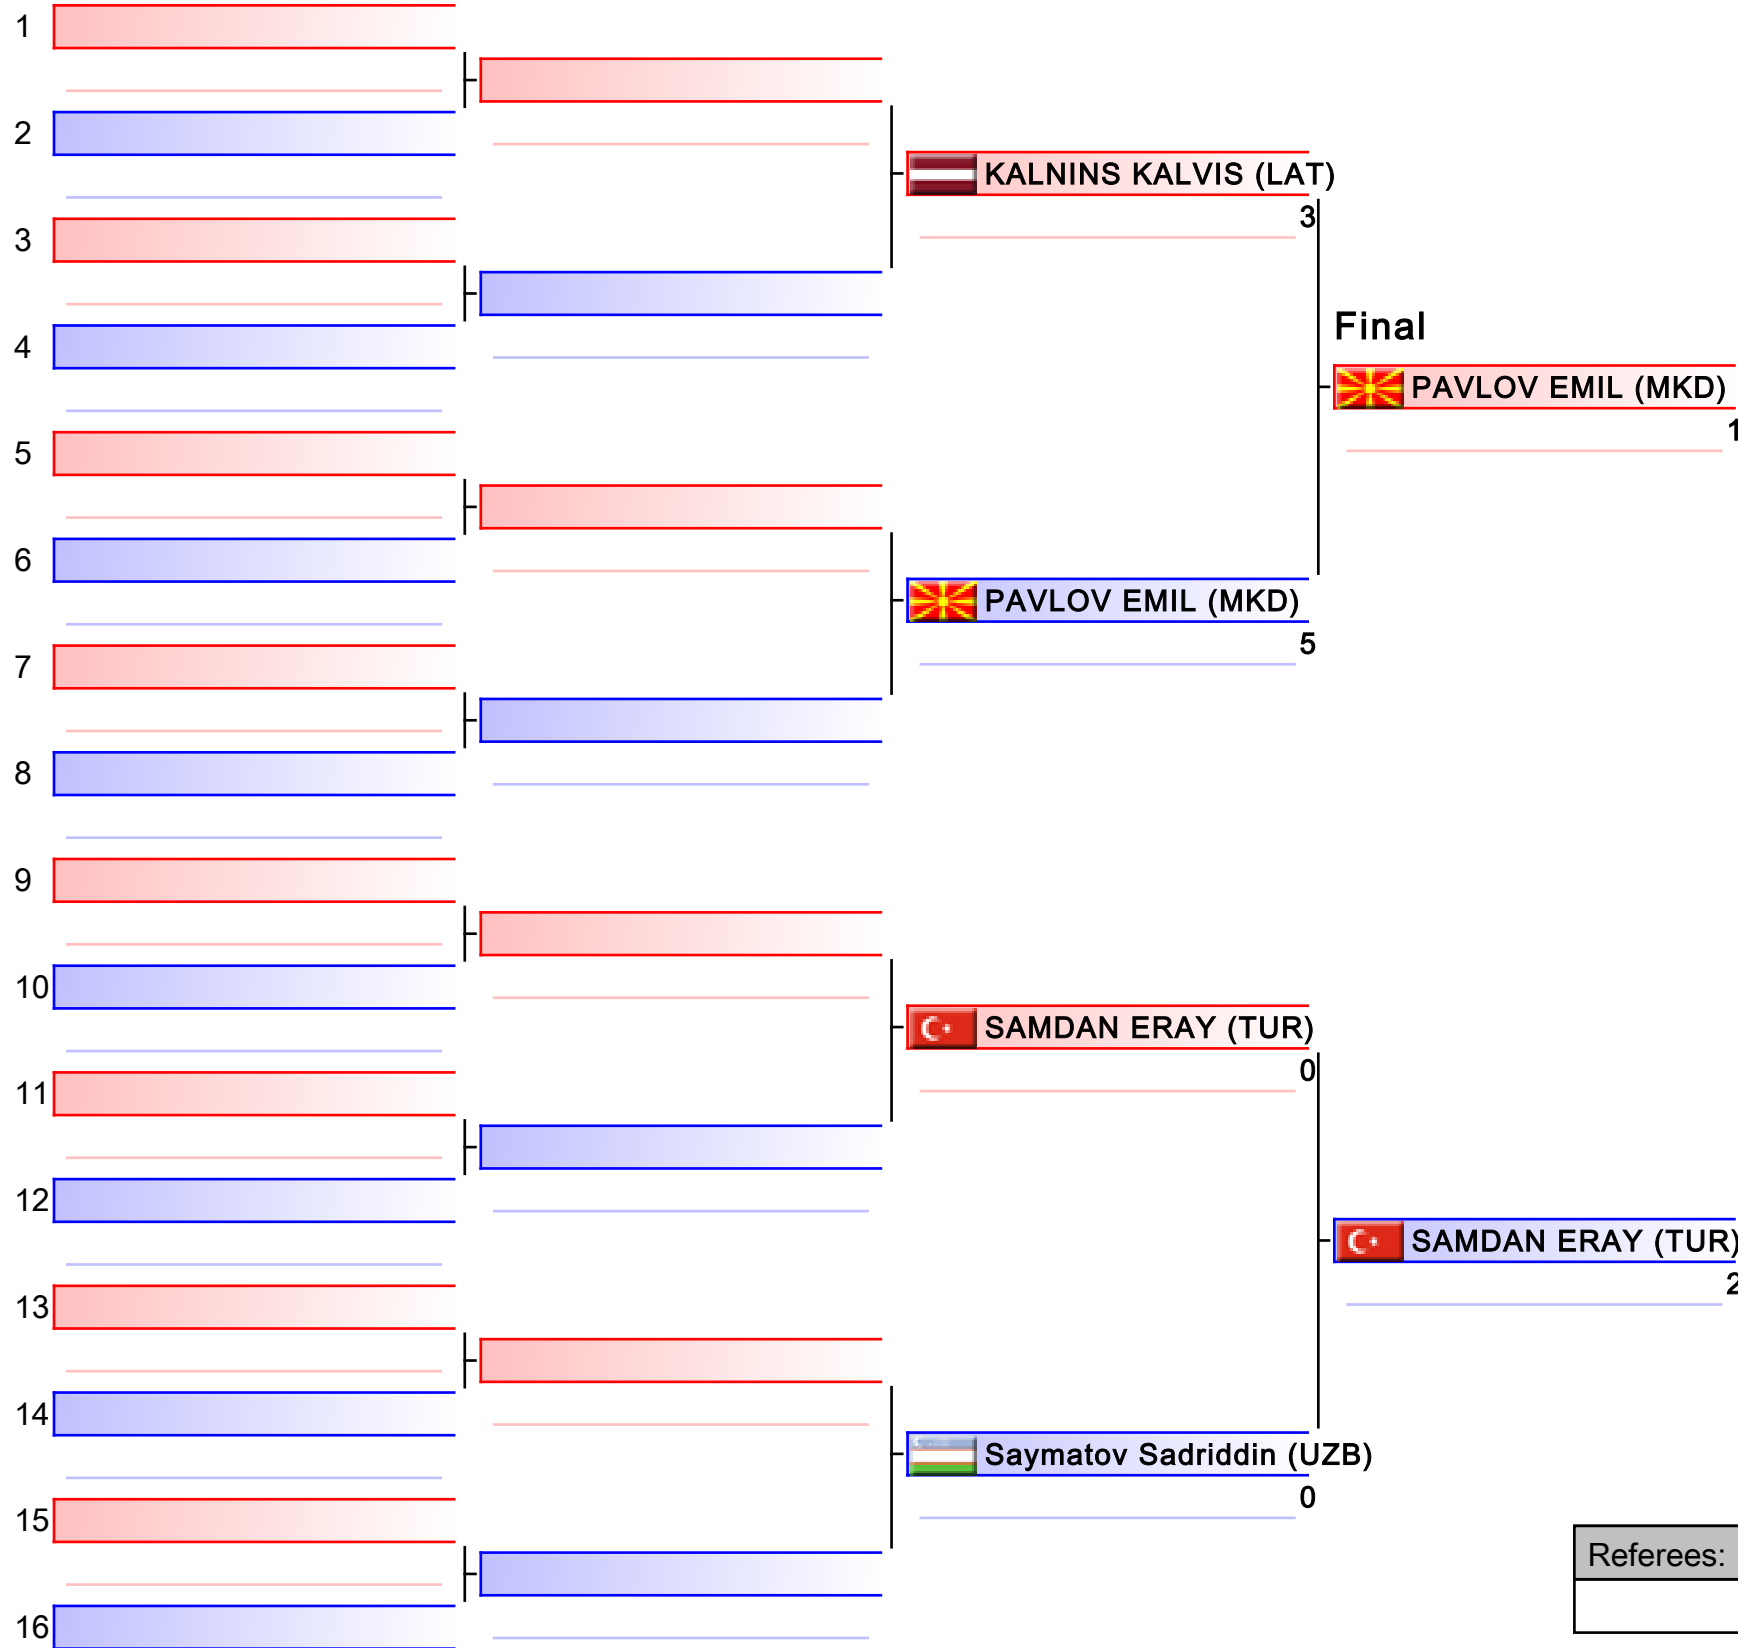 1
2
KALNINS KALVIS (LAT)
3
3
Final
4
PAVLOV EMIL (MKD)
1
5
6
PAVLOV EMIL (MKD)
5
7
8
9
10
SAMDAN ERAY (TUR)
0
11
12
SAMDAN ERAY (TUR)
2
13
14
Saymatov Sadriddin (UZB)
0
15
Referees:
16